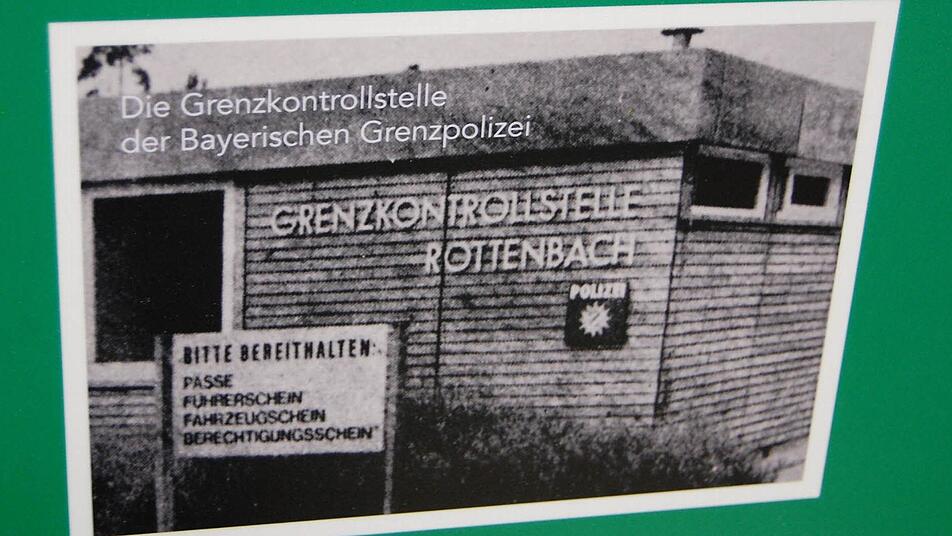 Die Grenzkontrollstelle
der Bayerischen Grenzpolizei
GRENZKONTROLLSTELLE
ROTTENBACH
POLIZEI
BITTE BEREITHALTEN:
PÄSSE
FÜHRERSCHEIN
FAHRZEUGSCHEIN
BERECHTIGUNGSSCHEIN